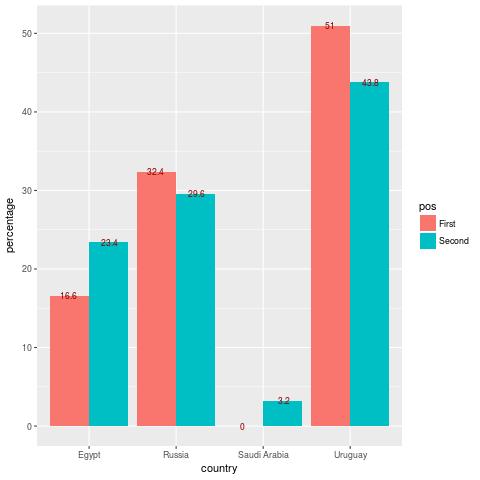 50
40
30
20
10
0
percentage
16.6
23.4
32.4
29.6
0
3.2
51
43.8
Egypt
Russia
Saudi Arabia
Uruguay
country
pos
First
Second